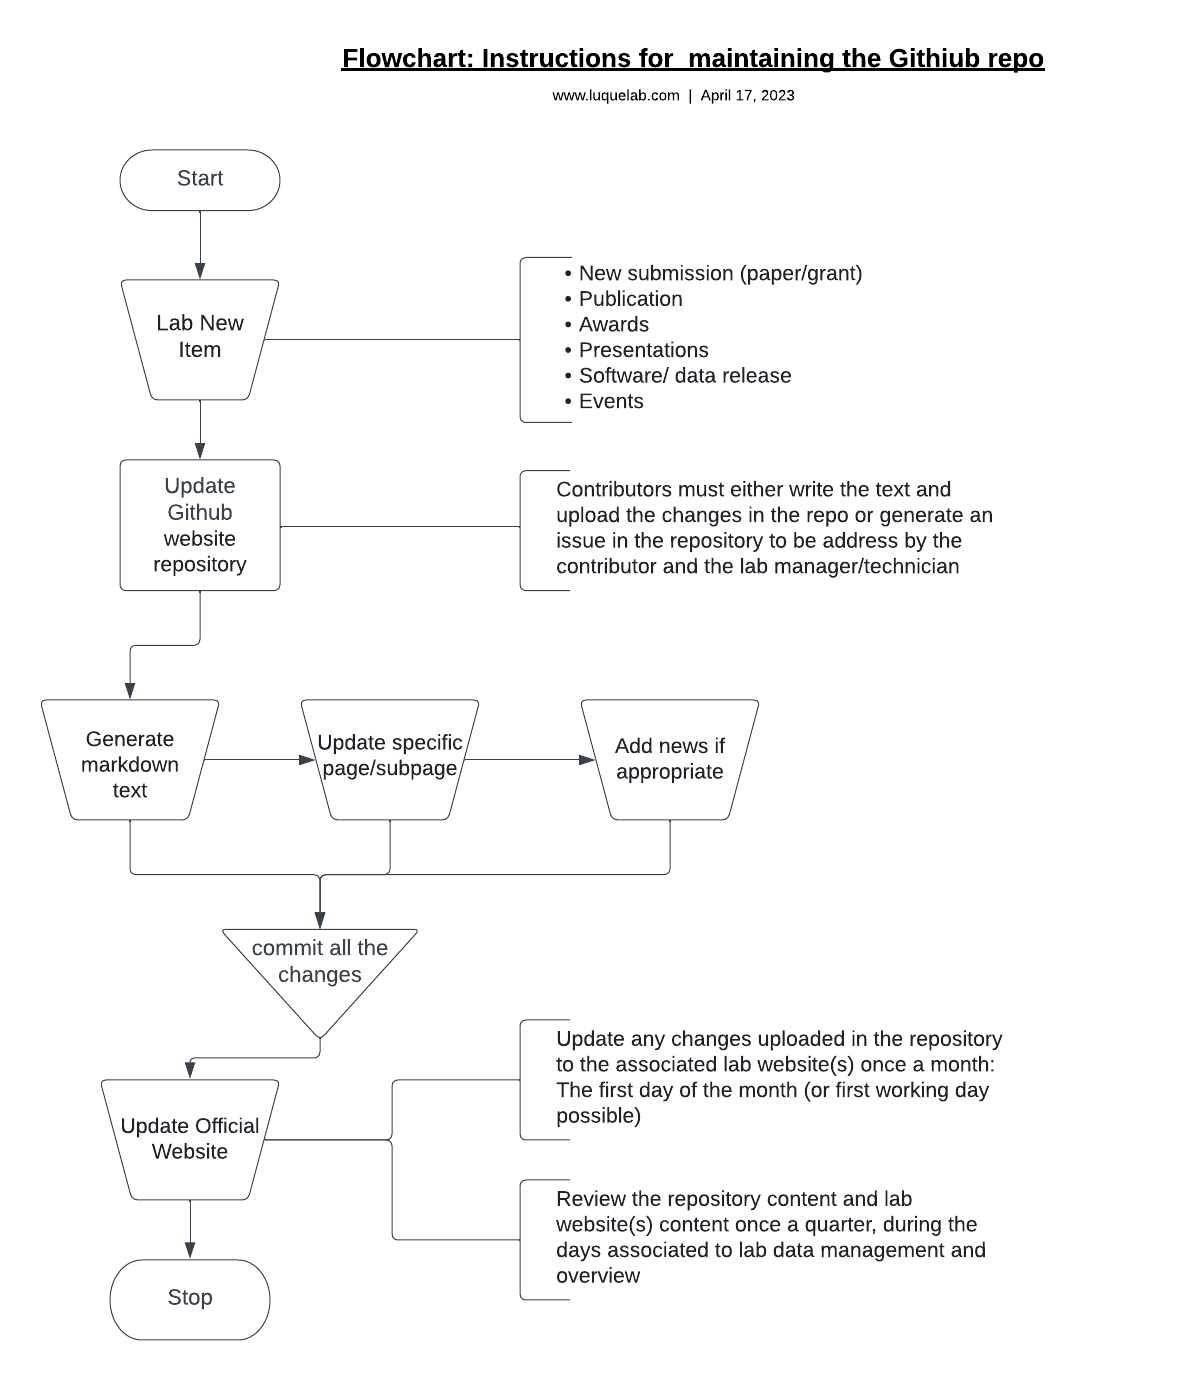 Flowchart: Instructions for  maintaining the Githiub repo
www.luquelab.com | April 17, 2023
Start
Lab New
Item
• New submission (paper/grant)
• Publication
• Awards
• Presentations
• Software/ data release
• Events
Update
Github
website
repository
Contributors must either write the text and
upload the changes in the repo or generate an
issue in the repository to be address by the
contributor and the lab manager/technician
Generate
markdown
text
Update specific
page/subpage
Add news if
appropriate
commit all the
changes
Update any changes uploaded in the repository
to the associated lab website(s) once a month:
The first day of the month (or first working day
possible)
Update Official
Website
Review the repository content and lab
website(s) content once a quarter, during the
days associated to lab data management and
overview
Stop